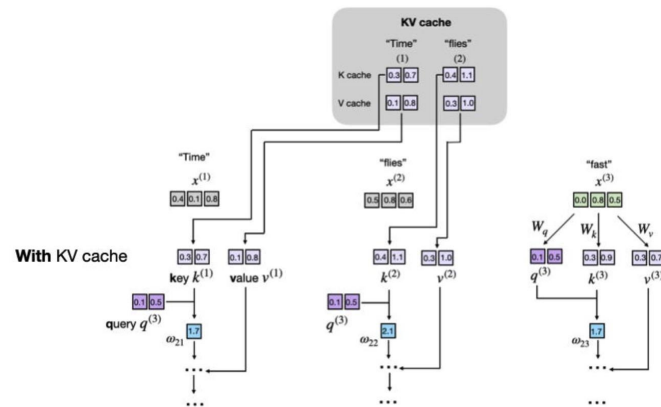 KV cache
"Time" "flies"
(1) (2)
K cache 0.3 0.7 0.4 1.1
V cache 0.1 0.8 0.3 1.0
"Time" "flies" "fast"
x^(1) x^(2) x^(3)
0.4 0.1 0.8 0.5 0.8 0.6 0.0 0.8 0.5
W_q W_k W_v
With KV cache
0.3 0.7 0.1 0.8 0.4 1.1 0.3 1.0 0.1 0.5 0.3 0.9 0.3 0.7
key k^(1) value v^(1) k^(2) v^(2) q^(3) k^(3) v^(3)
0.1 0.5 0.1 0.5
query q^(3) q^(3)
1.7 2.1 1.7
ω_21 ω_22 ω_23
... ... ...
... ... ...